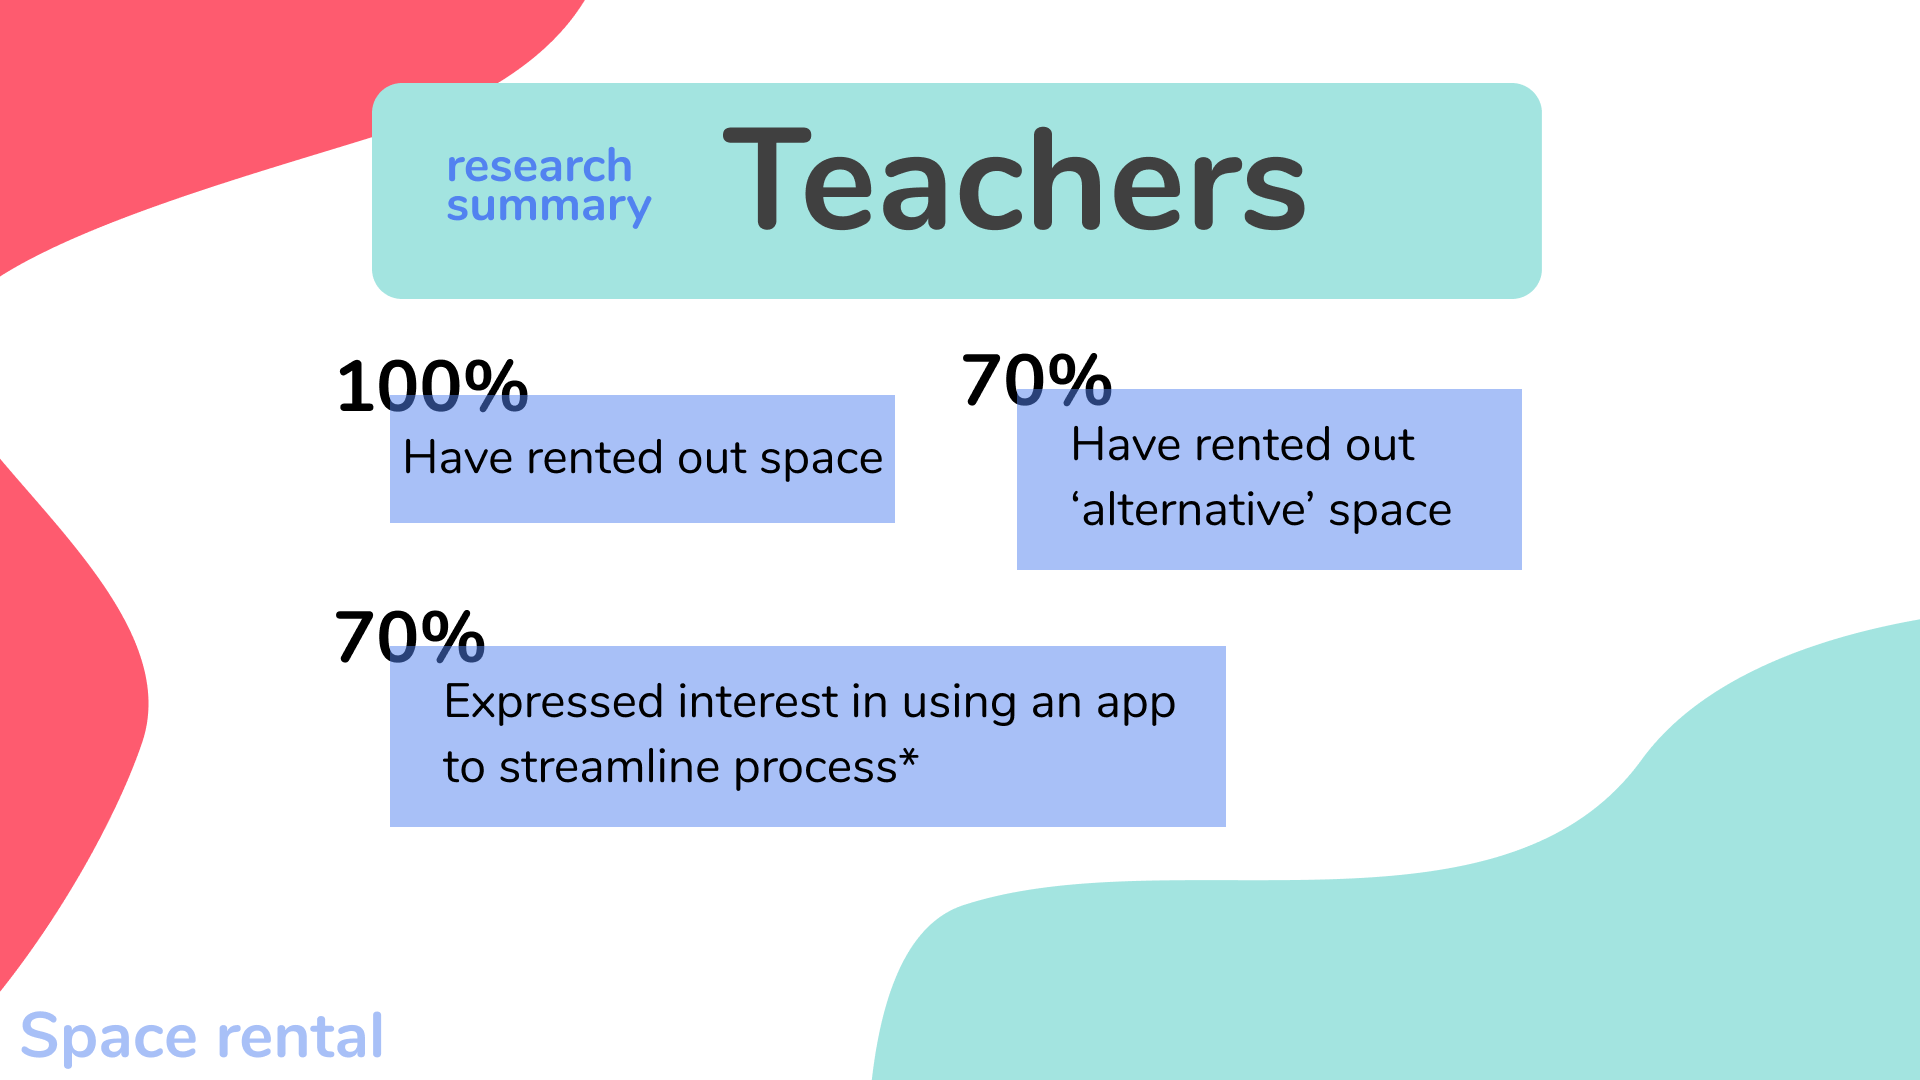 research
summary
Teachers
100%
Have rented out space
70%
Have rented out
‘alternative’ space
70%
Expressed interest in using an app
to streamline process*
Space rental